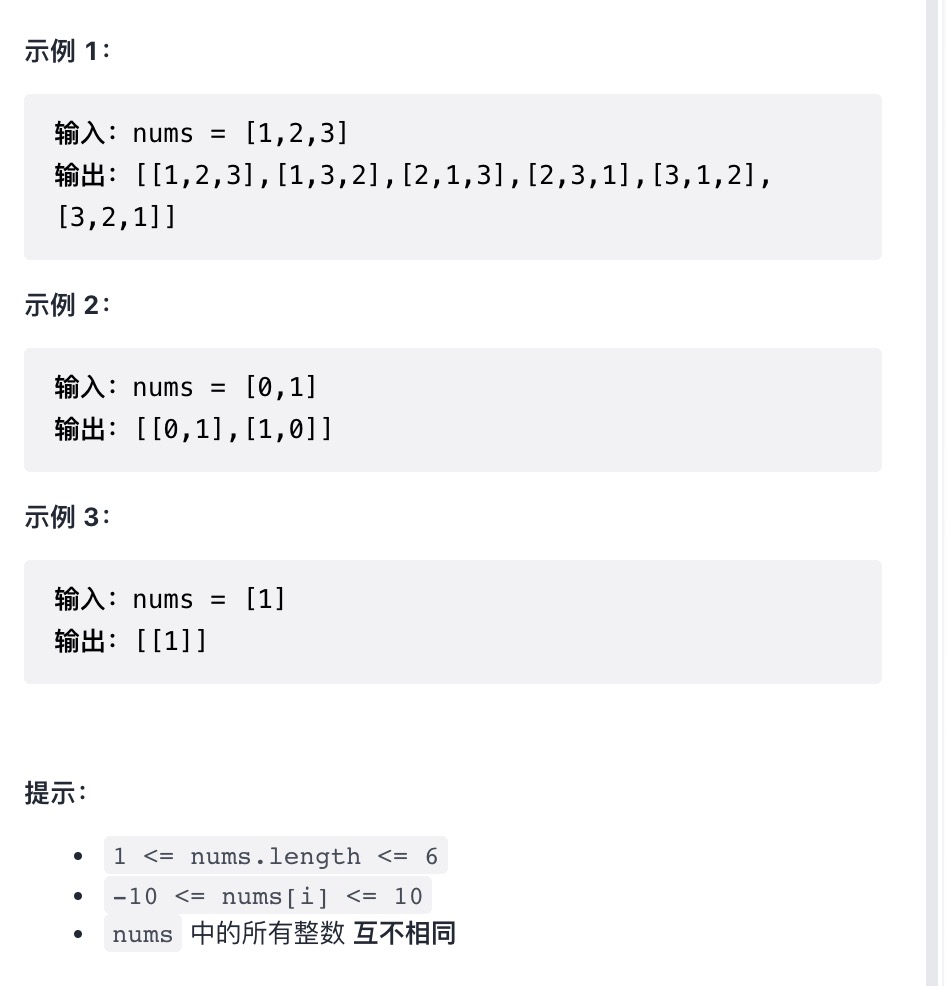 示例 1：
输入：nums = [1,2,3]
输出：[[1,2,3],[1,3,2],[2,1,3],[2,3,1],[3,1,2],
[3,2,1]]
示例 2：
输入：nums = [0,1]
输出：[[0,1],[1,0]]
示例 3：
输入：nums = [1]
输出：[[1]]
提示：
• 1 <= nums.length <= 6
• -10 <= nums[i] <= 10
• nums 中的所有整数 互不相同